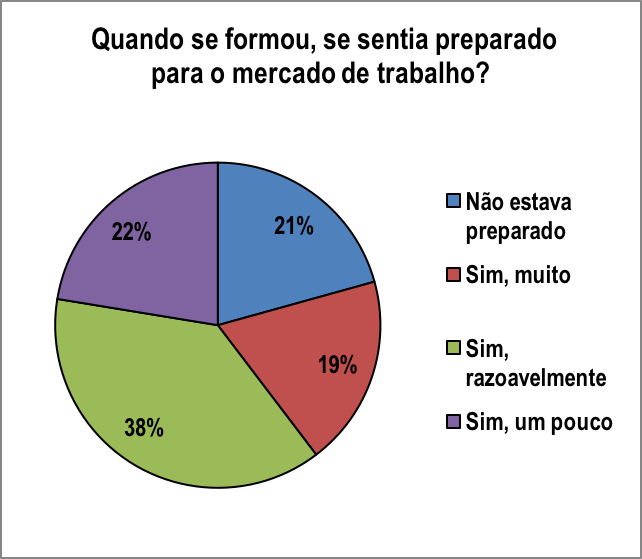 Quando se formou, se sentia preparado
para o mercado de trabalho?
22%
21%
19%
38%
Não estava
preparado
Sim, muito
Sim,
razoavelmente
Sim, um pouco